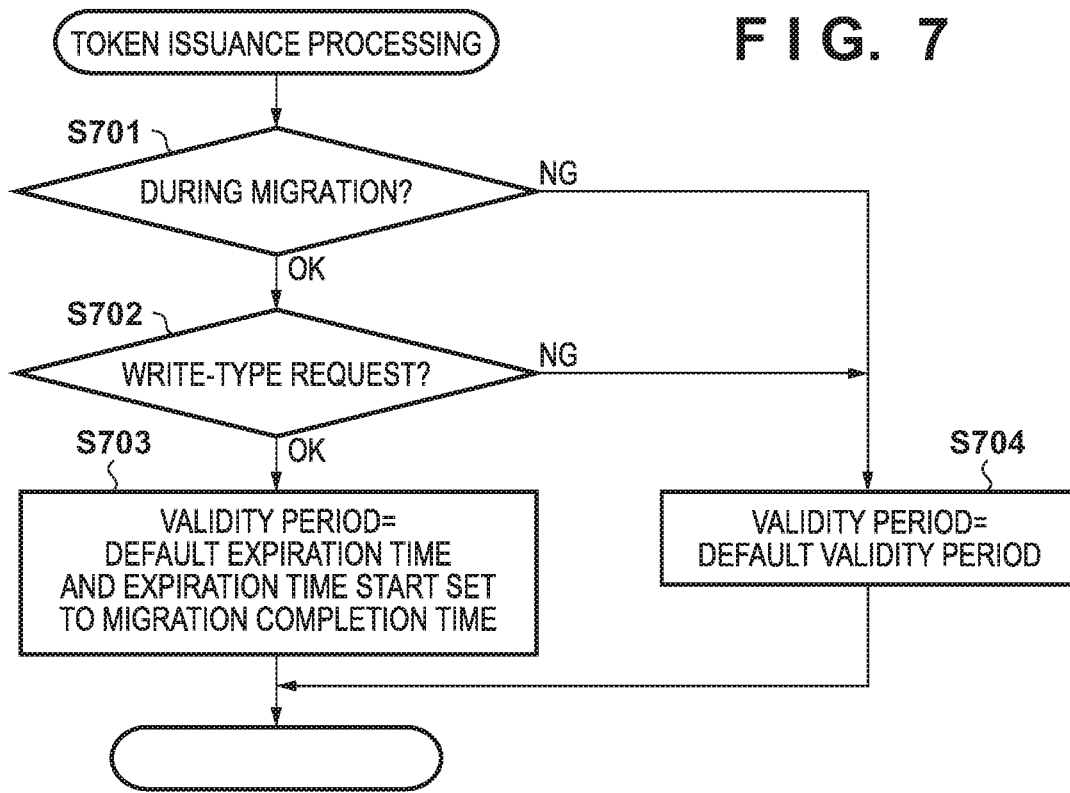 FIG. 7
TOKEN ISSUANCE PROCESSING
S701
DURING MIGRATION?
NG
OK
S702
WRITE-TYPE REQUEST?
NG
OK
S703
VALIDITY PERIOD=
DEFAULT EXPIRATION TIME
AND EXPIRATION TIME START SET
TO MIGRATION COMPLETION TIME
S704
VALIDITY PERIOD=
DEFAULT VALIDITY PERIOD